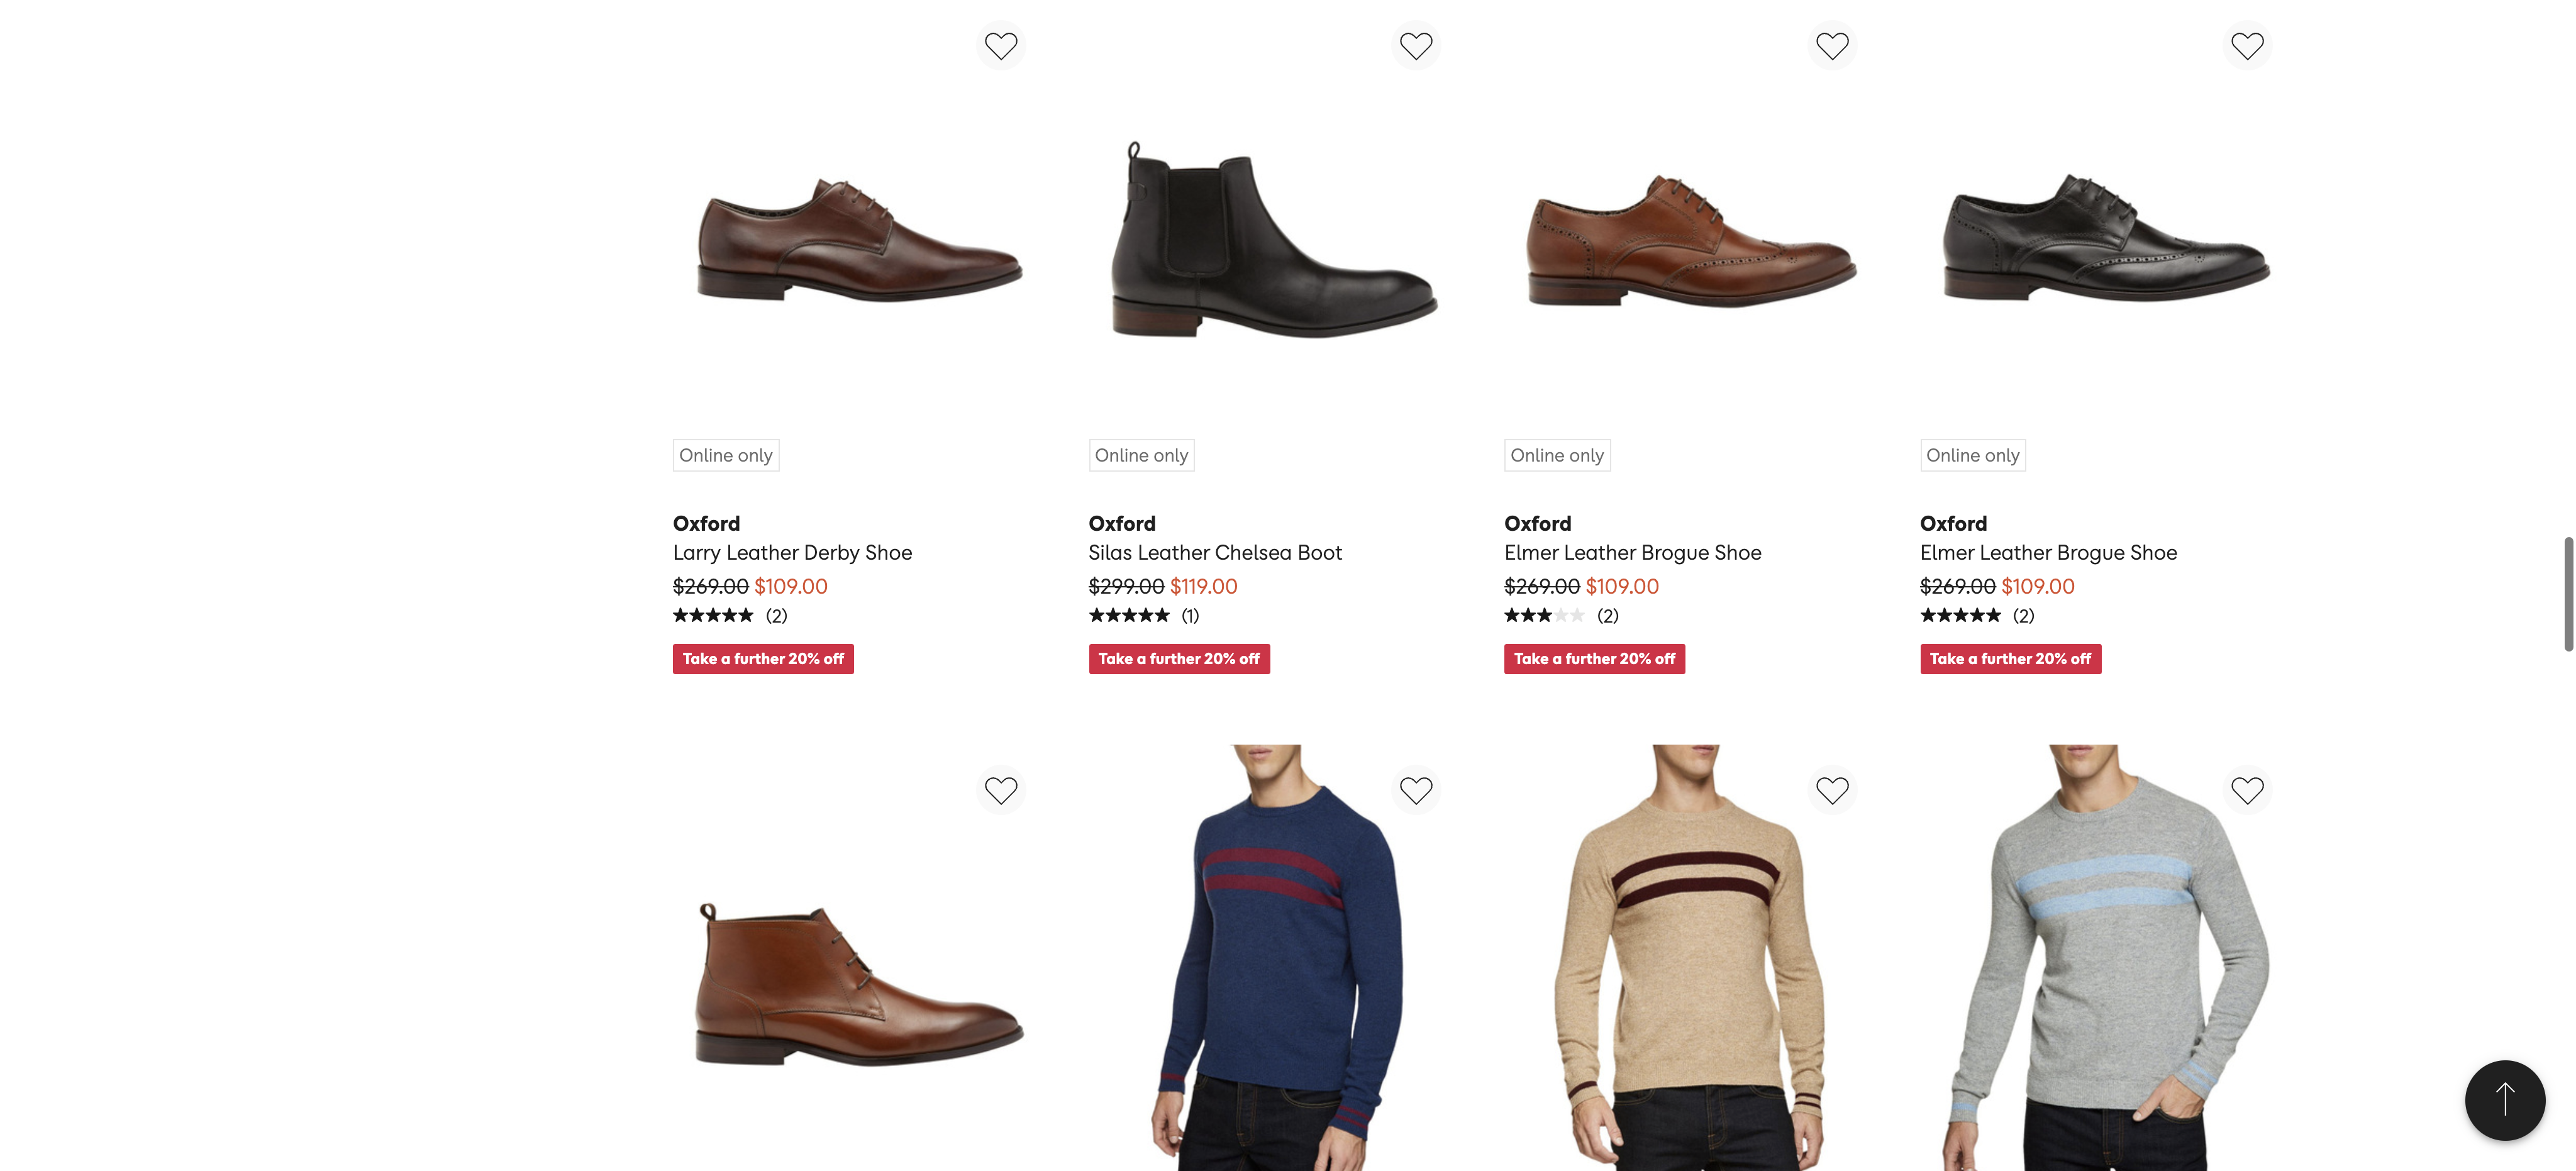 Online only
Oxford
Larry Leather Derby Shoe
$269.00 $109.00
(2)
Take a further 20% off
Online only
Oxford
Silas Leather Chelsea Boot
$299.00 $119.00
(1)
Take a further 20% off
Online only
Oxford
Elmer Leather Brogue Shoe
$269.00 $109.00
(2)
Take a further 20% off
Online only
Oxford
Elmer Leather Brogue Shoe
$269.00 $109.00
(2)
Take a further 20% off